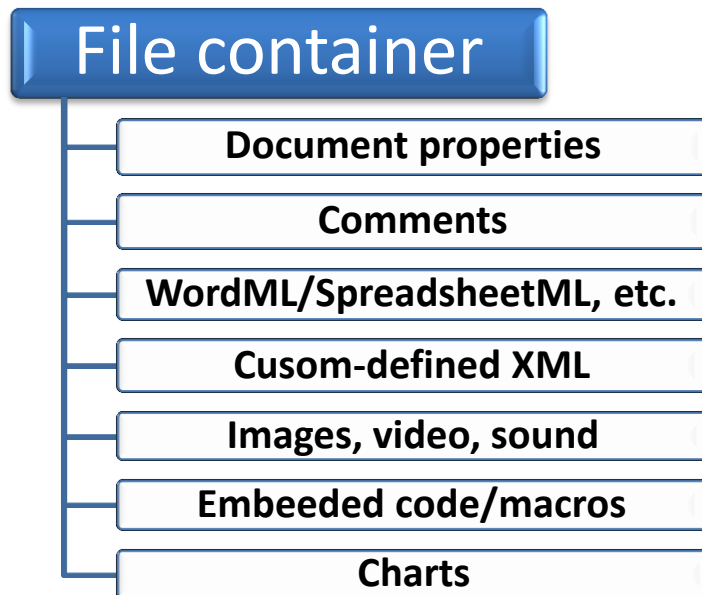 File container
Document properties
Comments
WordML/SpreadsheetML, etc.
Cusom-defined XML
Images, video, sound
Embeeded code/macros
Charts